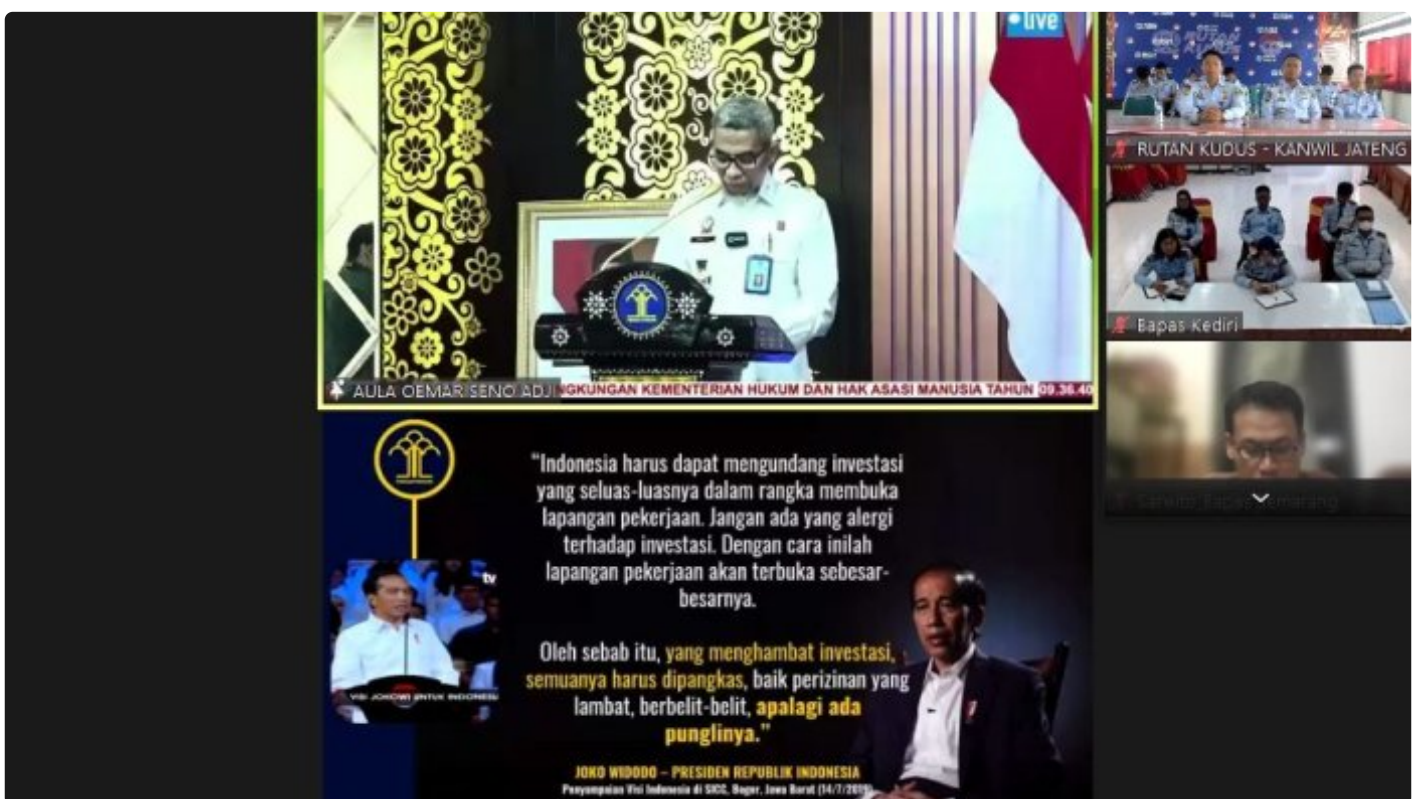 live
RUTAN KUDUS - KANWIL JATENG
Bapas Kediri
AULA OEMAR SENO ADJI
NGKUNGAN KEMENTERIAN HUKUM DAN HAK ASASI MANUSIA TAHUN 09.36.40
"Indonesia harus dapat mengundang investasi
yang seluas-luasnya dalam rangka membuka
lapangan pekerjaan. Jangan ada yang alergi
terhadap investasi. Dengan cara inilah
lapangan pekerjaan akan terbuka sebesar-
besarnya.
Oleh sebab itu, yang menghambat investasi,
semuanya harus dipangkas, baik perizinan yang
lambat, berbelit-belit, apalagi ada
punglinya."
tv
VISI JOKOWI UNTUK INDONESIA
JOKO WIDODO – PRESIDEN REPUBLIK INDONESIA
Penyampaian Visi Indonesia di SICC, Bogor, Jawa Barat (14/7/2019)